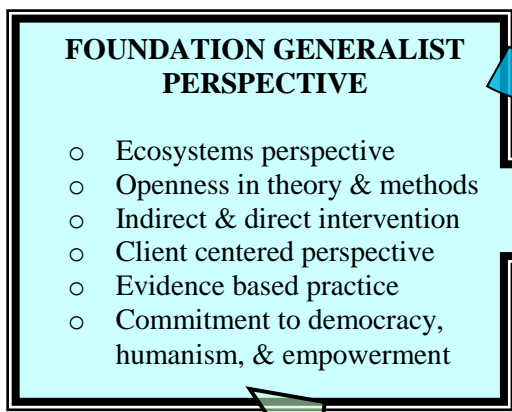 FOUNDATION GENERALIST
PERSPECTIVE
o Ecosystems perspective
o Openness in theory & methods
o Indirect & direct intervention
o Client centered perspective
o Evidence based practice
o Commitment to democracy,
humanism, & empowerment